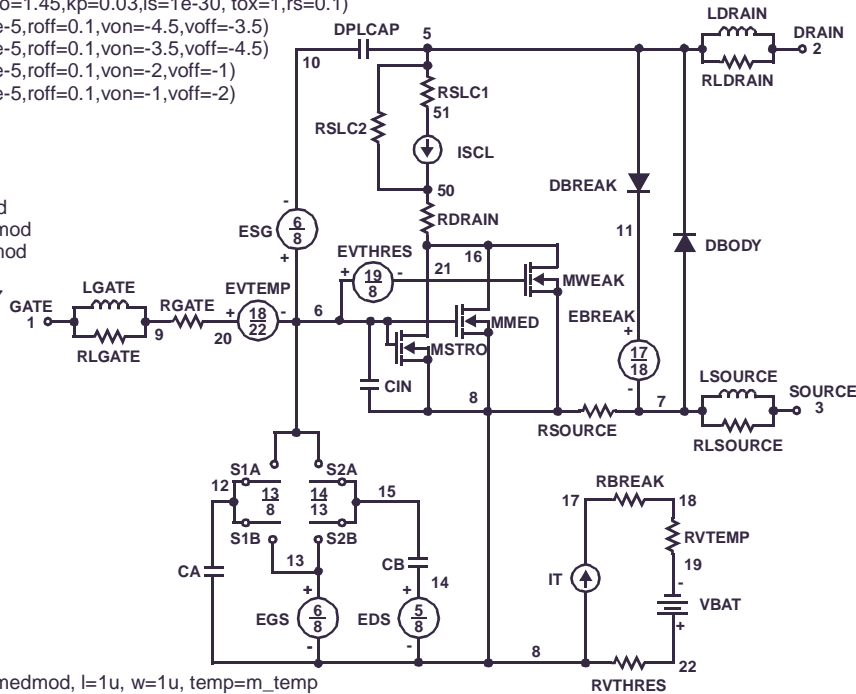 o=1.45,kp=0.03,is=1e-30, tox=1,rs=0.1)
e-5,roff=0.1,von=-4.5,voff=-3.5)
e-5,roff=0.1,von=-3.5,voff=-4.5)
e-5,roff=0.1,von=-2,voff=-1)
e-5,roff=0.1,von=-1,voff=-2)
d
mod
mod
LDRAIN
DPLCAP
5
DRAIN
2
10
RLDRAIN
RSLC1
51
RSLC2
ISCL
50
DBREAK
RDRAIN
ESG
6
8
-
+
11
DBODY
EVTHRES
+
19
8
-
16
21
MWEAK
LGATE
GATE
1
RLGATE
9
RGATE
20
EVTEMP
+
18
22
-
6
MMED
MSTRO
EBREAK
+
17
18
-
CIN
8
LSOURCE
SOURCE
3
7
RSOURCE
RLSOURCE
S1A
S2A
12
13
8
14
13
15
S1B
S2B
13
CA
CB
14
+
EGS
6
8
-
+
EDS
5
8
-
RBREAK
17
18
RVTEMP
19
IT
-
VBAT
+
8
22
RVTHRES
medmod, l=1u, w=1u, temp=m_temp